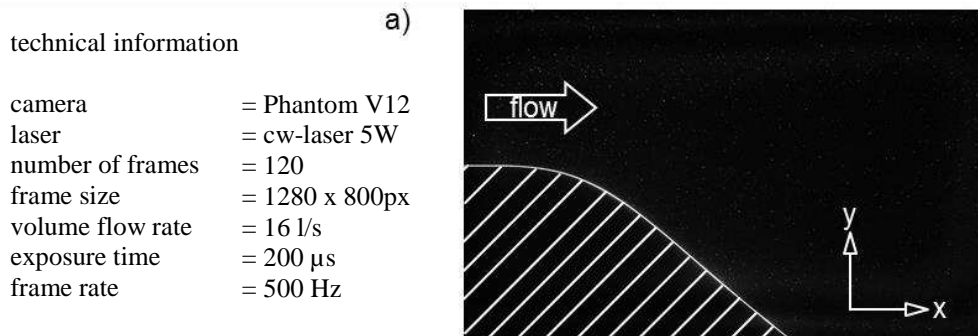 technical information
camera = Phantom V12
laser = cw-laser 5W
number of frames = 120
frame size = 1280 x 800px
volume flow rate = 16 l/s
exposure time = 200 µs
frame rate = 500 Hz
a)
flow
y
x